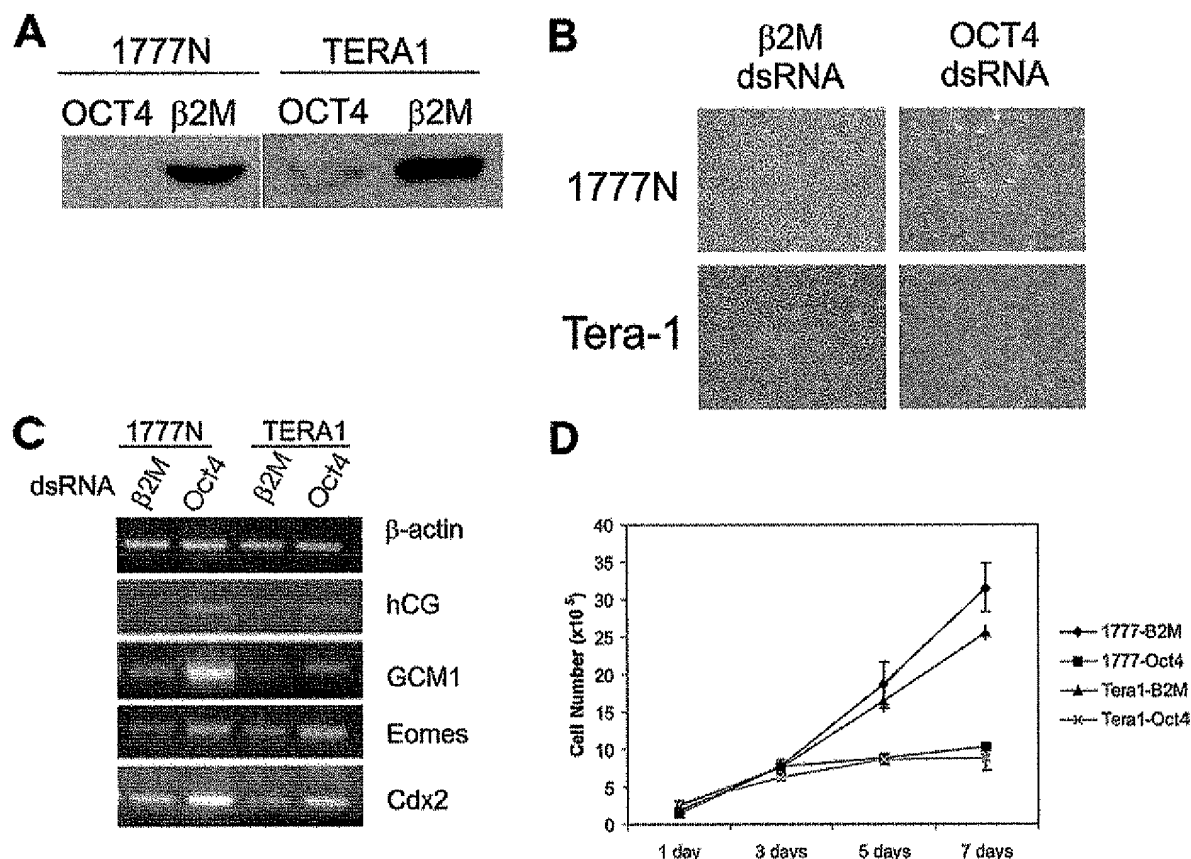 A
1777N TERA1
OCT4 β2M OCT4 β2M
B
β2M
dsRNA
OCT4
dsRNA
1777N
Tera-1
C
1777N TERA1
dsRNA β2M Oct4 β2M Oct4
β-actin
hCG
GCM1
Eomes
Cdx2
D
Cell Number (x10 5)
40
35
30
25
20
15
10
5
0
1 day 3 days 5 days 7 days
1777-B2M
1777-Oct4
Tera1-B2M
Tera1-Oct4